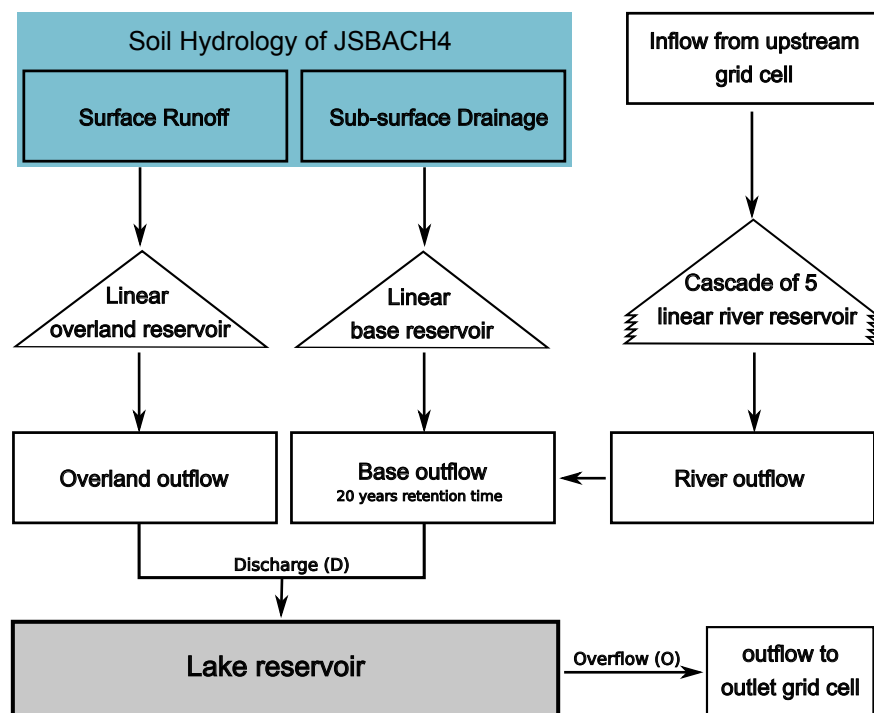 Soil Hydrology of JSBACH4
Surface Runoff
Sub-surface Drainage
Inflow from upstream
grid cell
Linear
overland reservoir
Linear
base reservoir
Cascade of 5
linear river reservoir
Overland outflow
Base outflow
20 years retention time
River outflow
Discharge (D)
Lake reservoir
Overflow (O)
outflow to
outlet grid cell